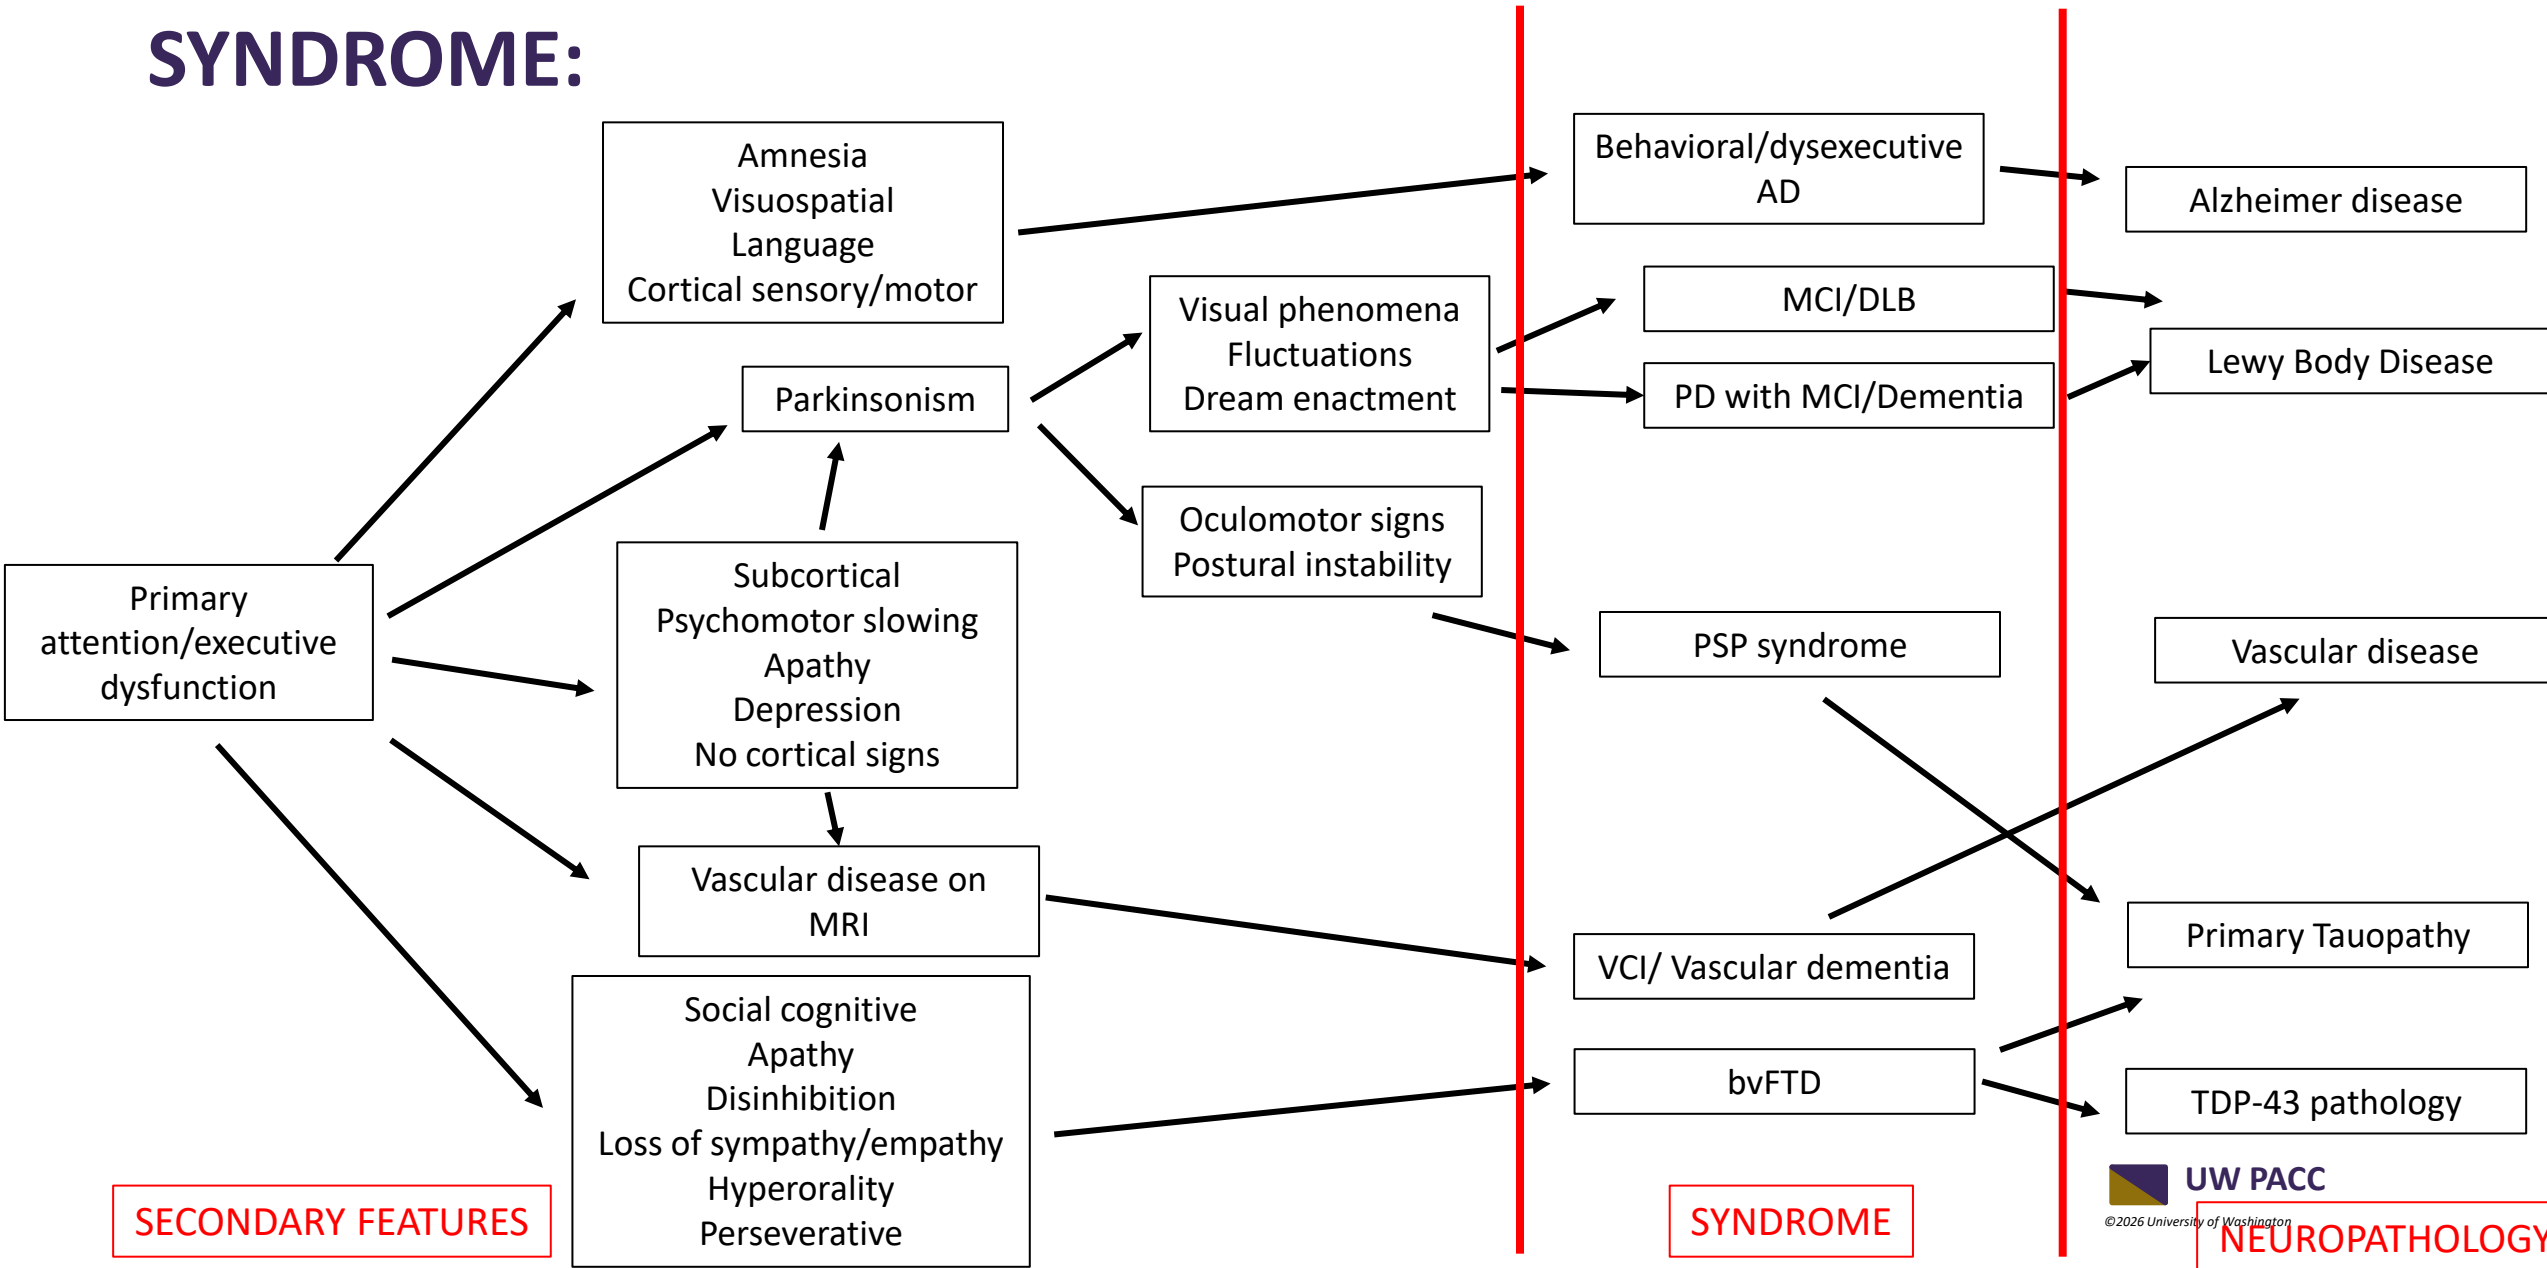 SYNDROME:
Primary
attention/executive
dysfunction
Amnesia
Visuospatial
Language
Cortical sensory/motor
Parkinsonism
Subcortical
Psychomotor slowing
Apathy
Depression
No cortical signs
Vascular disease on
MRI
Social cognitive
Apathy
Disinhibition
Loss of sympathy/empathy
Hyperorality
Perseverative
Visual phenomena
Fluctuations
Dream enactment
Oculomotor signs
Postural instability
Behavioral/dysexecutive
AD
MCI/DLB
PD with MCI/Dementia
PSP syndrome
VCI/ Vascular dementia
bvFTD
Alzheimer disease
Lewy Body Disease
Vascular disease
Primary Tauopathy
TDP-43 pathology
SECONDARY FEATURES
SYNDROME
UW PACC
©2026 University of Washington
NEUROPATHOLOGY